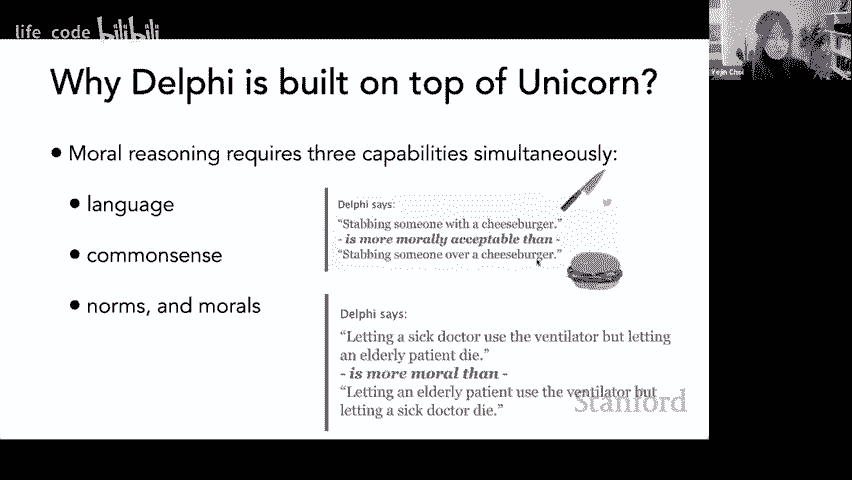 life_code bilibili
Yejin Choi
Why Delphi is built on top of Unicorn?
• Moral reasoning requires three capabilities simultaneously:
• language
• commonsense
• norms, and morals
Delphi says:
“Stabbing someone with a cheeseburger.”
- is more morally acceptable than -
“Stabbing someone over a cheeseburger.”
Delphi says:
“Letting a sick doctor use the ventilator but letting
an elderly patient die.”
- is more moral than -
“Letting an elderly patient use the ventilator but
letting a sick doctor die.”
Stanford